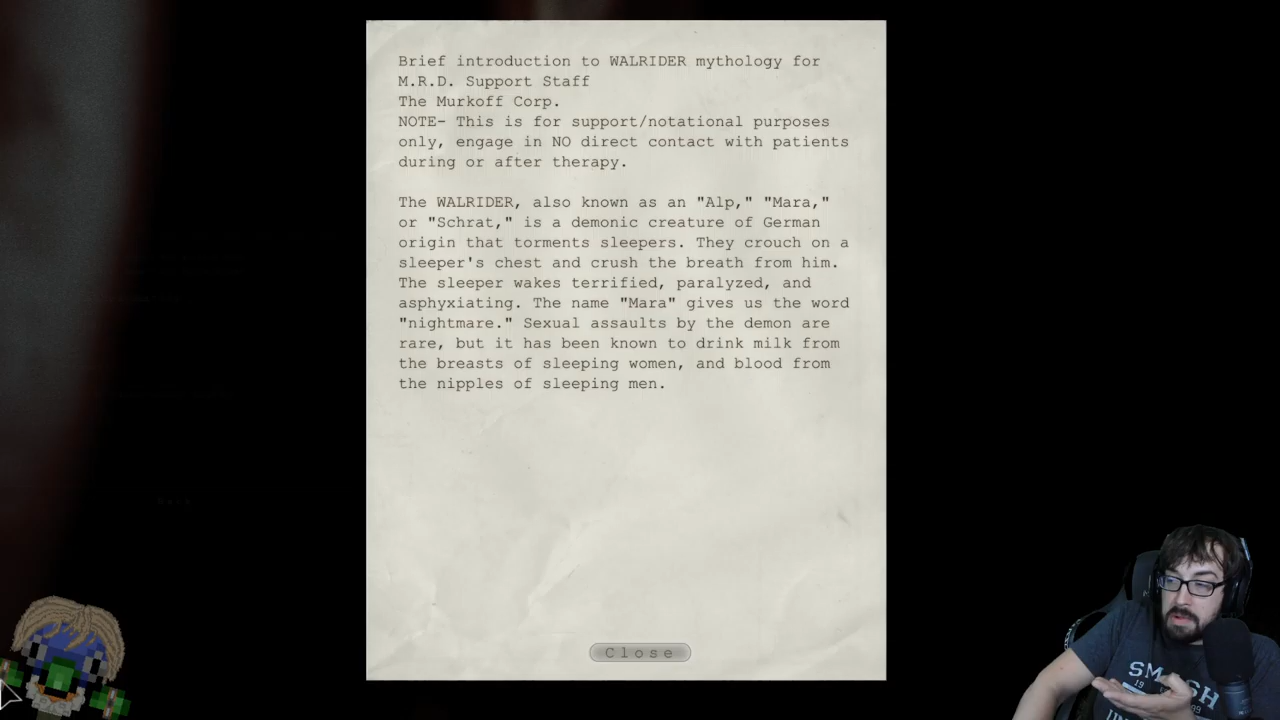 Brief introduction to WALRIDER mythology for
M.R.D. Support Staff
The Murkoff Corp.
NOTE- This is for support/notational purposes
only, engage in NO direct contact with patients
during or after therapy.
The WALRIDER, also known as an "Alp," "Mara,"
or "Schrat," is a demonic creature of German
origin that torments sleepers. They crouch on a
sleeper's chest and crush the breath from him.
The sleeper wakes terrified, paralyzed, and
asphyxiating. The name "Mara" gives us the word
"nightmare." Sexual assaults by the demon are
rare, but it has been known to drink milk from
the breasts of sleeping women, and blood from
the nipples of sleeping men.
Close